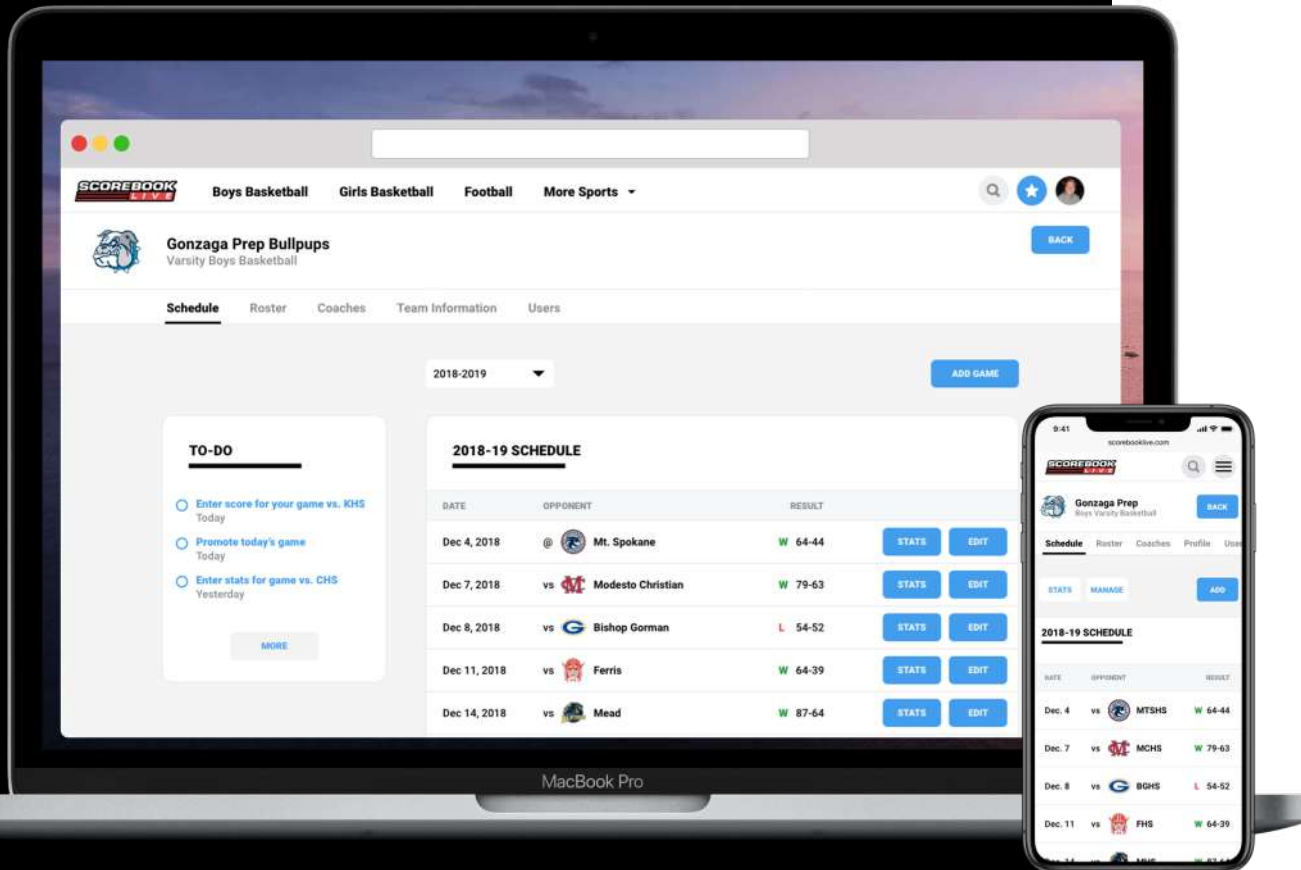 SCOREBOOK LIVE
Boys Basketball Girls Basketball Football More Sports
Gonzaga Prep Bullpups
Varsity Boys Basketball
BACK
Schedule Roster Coaches Team Information Users
2018-2019
ADD GAME
TO-DO
Enter score for your game vs. KHS
Today
Promote today's game
Today
Enter stats for game vs. CHS
Yesterday
MORE
2018-19 SCHEDULE
DATE OPPONENT RESULT
Dec 4, 2018 @ Mt. Spokane W 64-44 STATS EDIT
Dec 7, 2018 vs MC Modesto Christian W 79-63 STATS EDIT
Dec 8, 2018 vs G Bishop Gorman L 54-52 STATS EDIT
Dec 11, 2018 vs Ferris W 64-39 STATS EDIT
Dec 14, 2018 vs Mead W 87-64 STATS EDIT
MacBook Pro
9:41
scorebooklive.com
SCOREBOOK LIVE
Gonzaga Prep
Boys Varsity Basketball
BACK
Schedule Roster Coaches Profile User
STATS MANAGE ADD
2018-19 SCHEDULE
DATE OPPONENT RESULT
Dec. 4 vs MTSHS W 64-44
Dec. 7 vs MC MCHS W 79-63
Dec. 8 vs G BGHS L 54-52
Dec. 11 vs FHS W 64-39